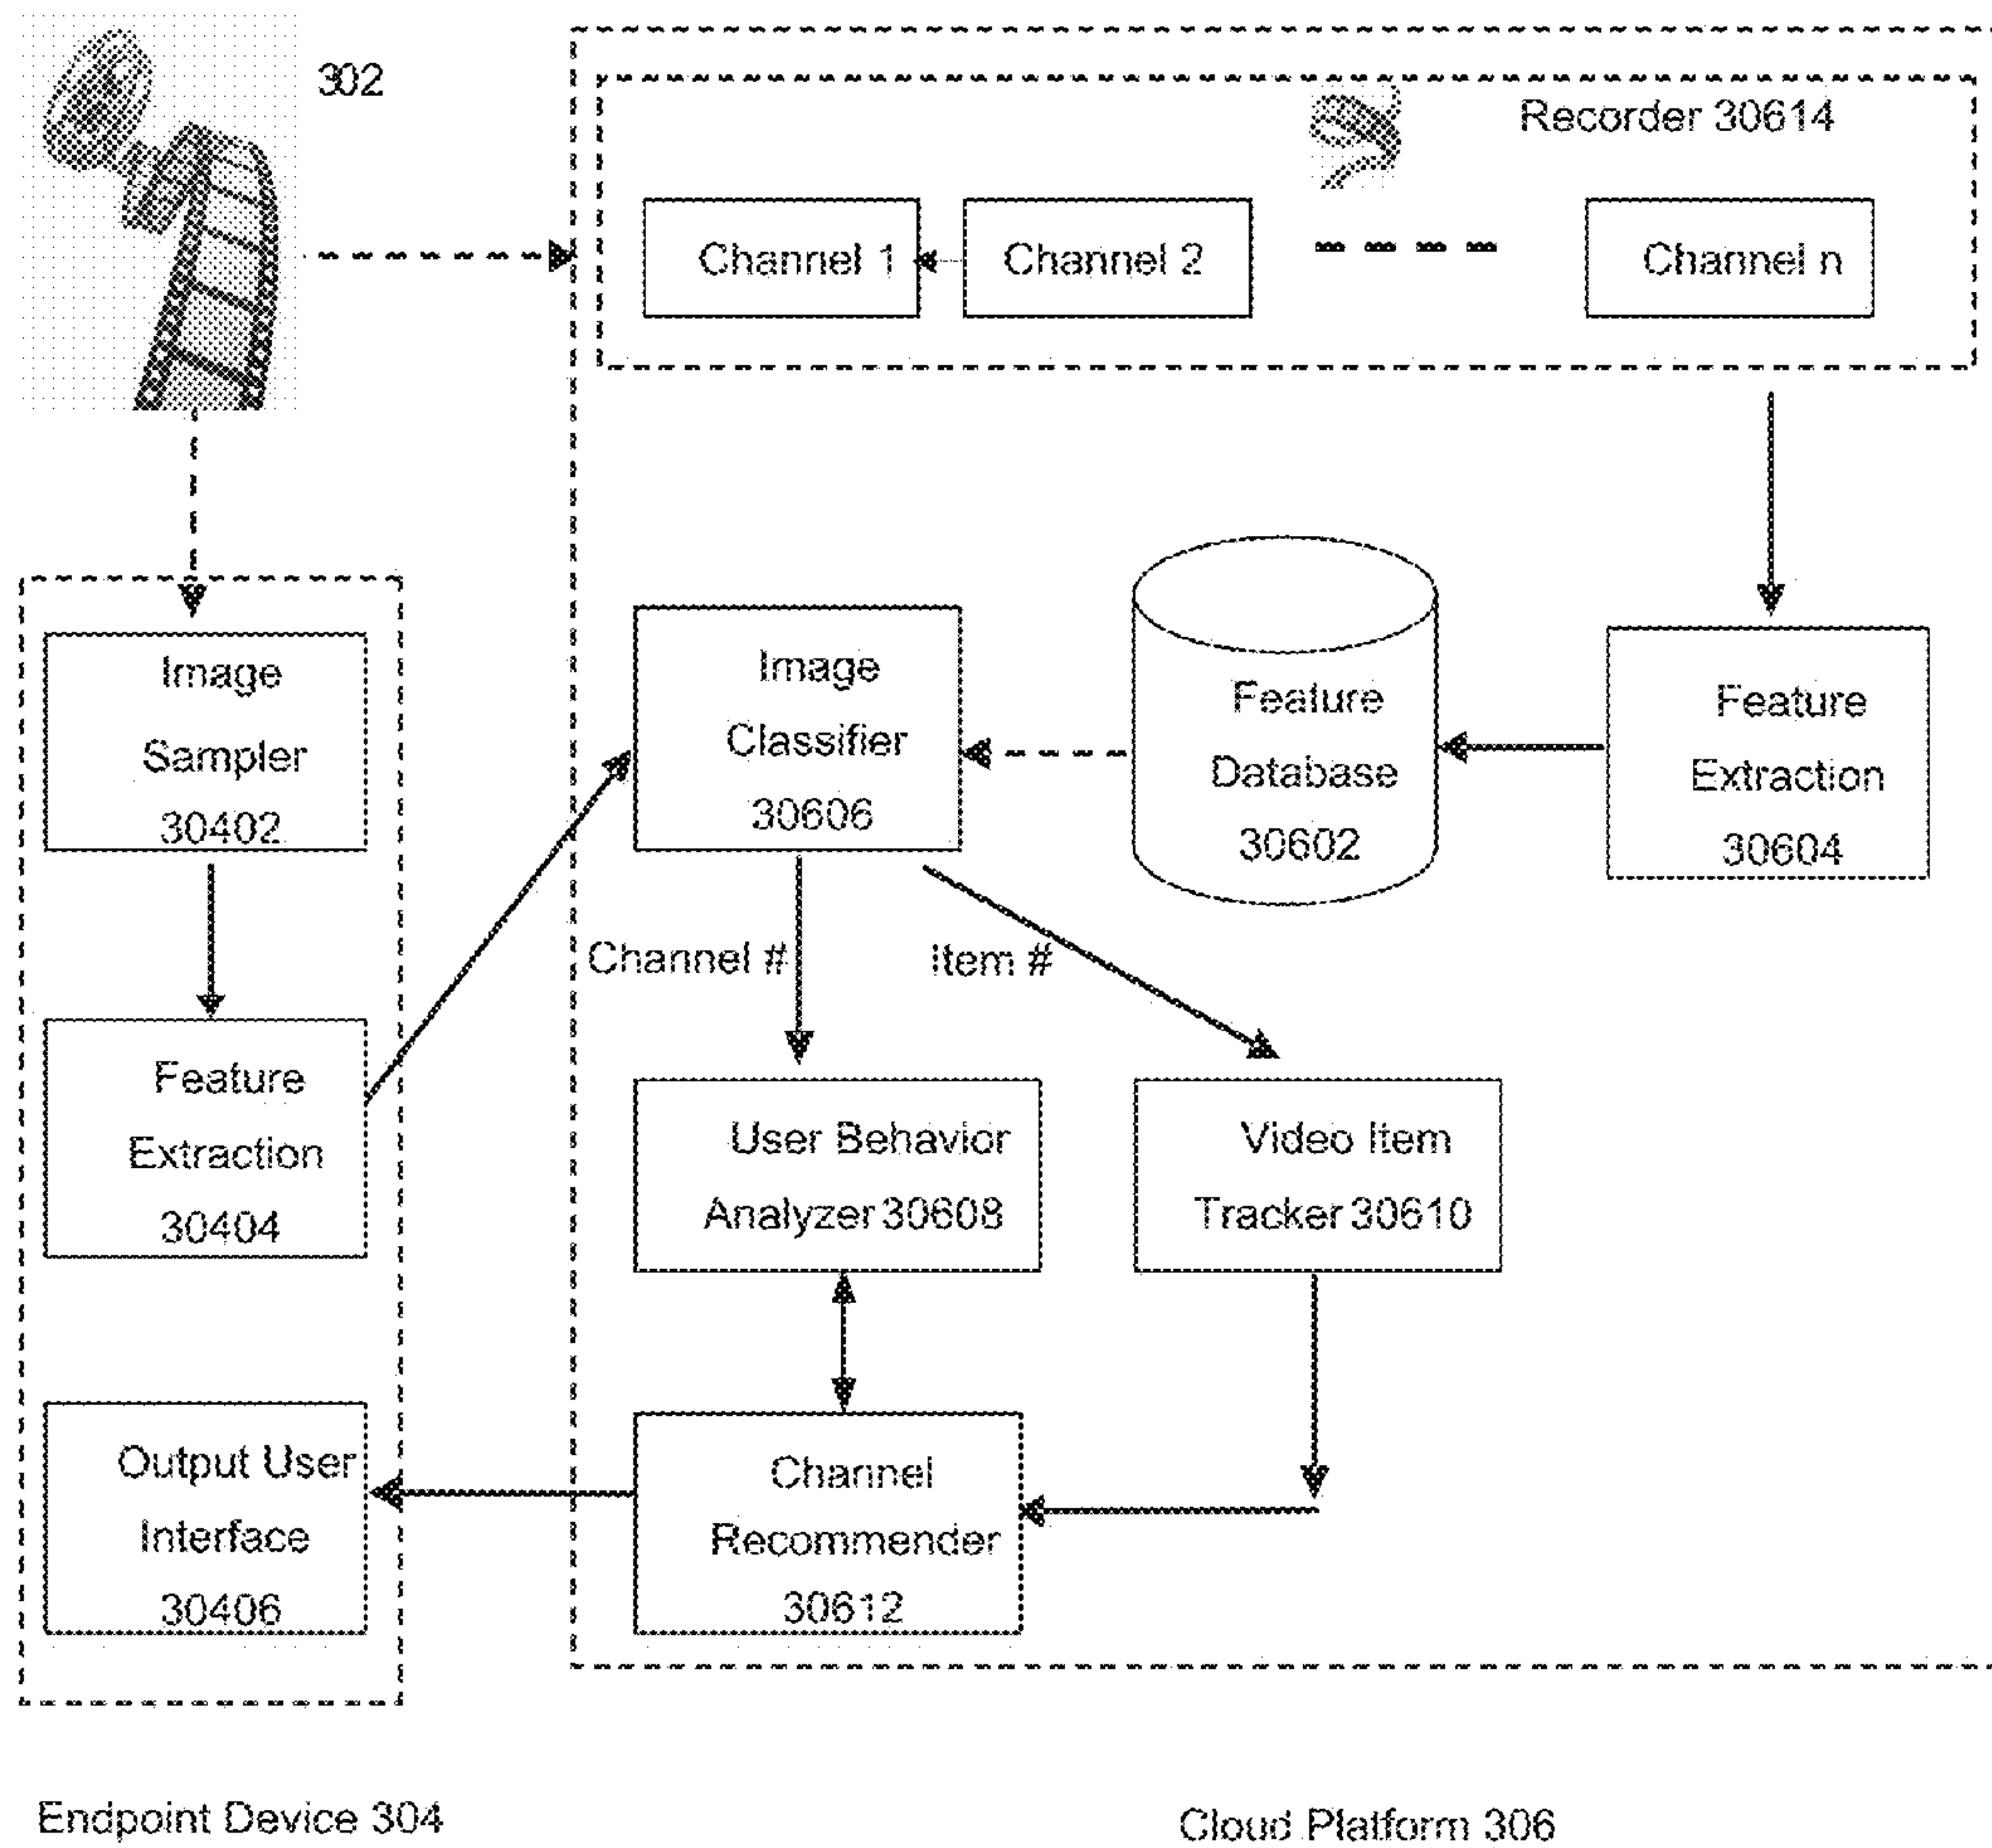 302
Recorder 30614
Channel 1
Channel 2
Channel n
Image
Sampler
30402
Feature
Extraction
30404
Output User
Interface
30406
Image
Classifier
30606
Feature
Database
30602
Feature
Extraction
30604
Channel #
Item #
User Behavior
Analyzer 30608
Video Item
Tracker 30610
Channel
Recommender
30612
Endpoint Device 304
Cloud Platform 306